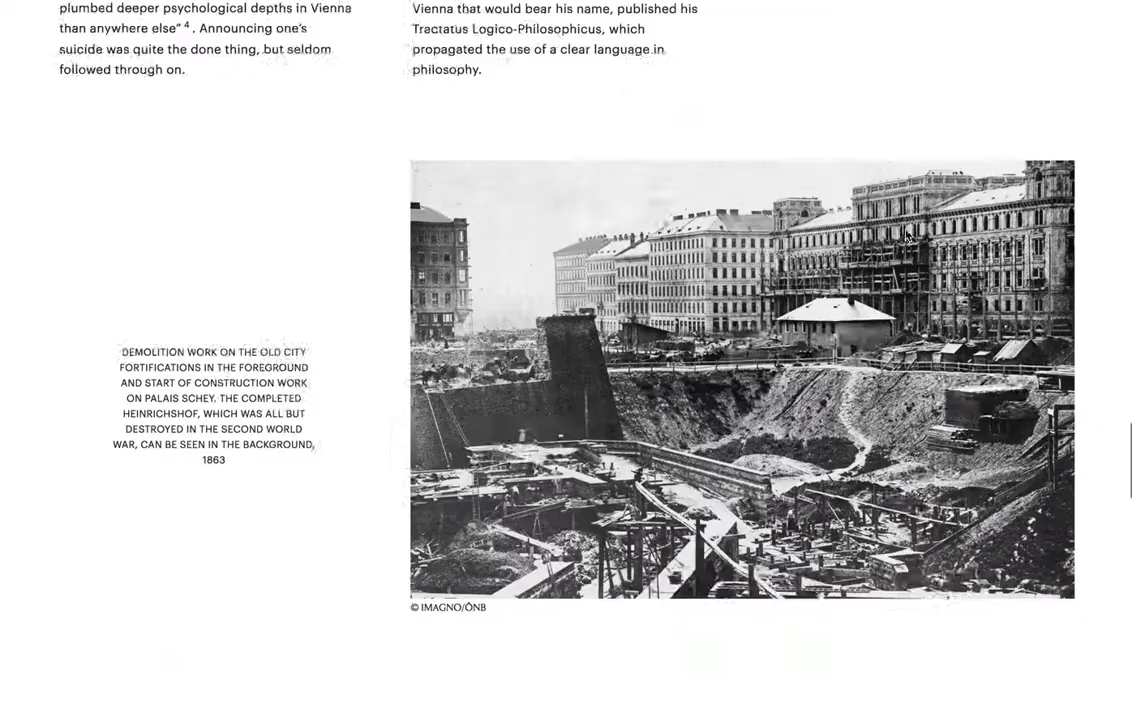 plumbed deeper psychological depths in Vienna
than anywhere else” 4 . Announcing one’s
suicide was quite the done thing, but seldom
followed through on.
Vienna that would bear his name, published his
Tractatus Logico-Philosophicus, which
propagated the use of a clear language in
philosophy.
DEMOLITION WORK ON THE OLD CITY
FORTIFICATIONS IN THE FOREGROUND
AND START OF CONSTRUCTION WORK
ON PALAIS SCHEY. THE COMPLETED
HEINRICHSHOF, WHICH WAS ALL BUT
DESTROYED IN THE SECOND WORLD
WAR, CAN BE SEEN IN THE BACKGROUND,
1863
© IMAGNO/ÖNB